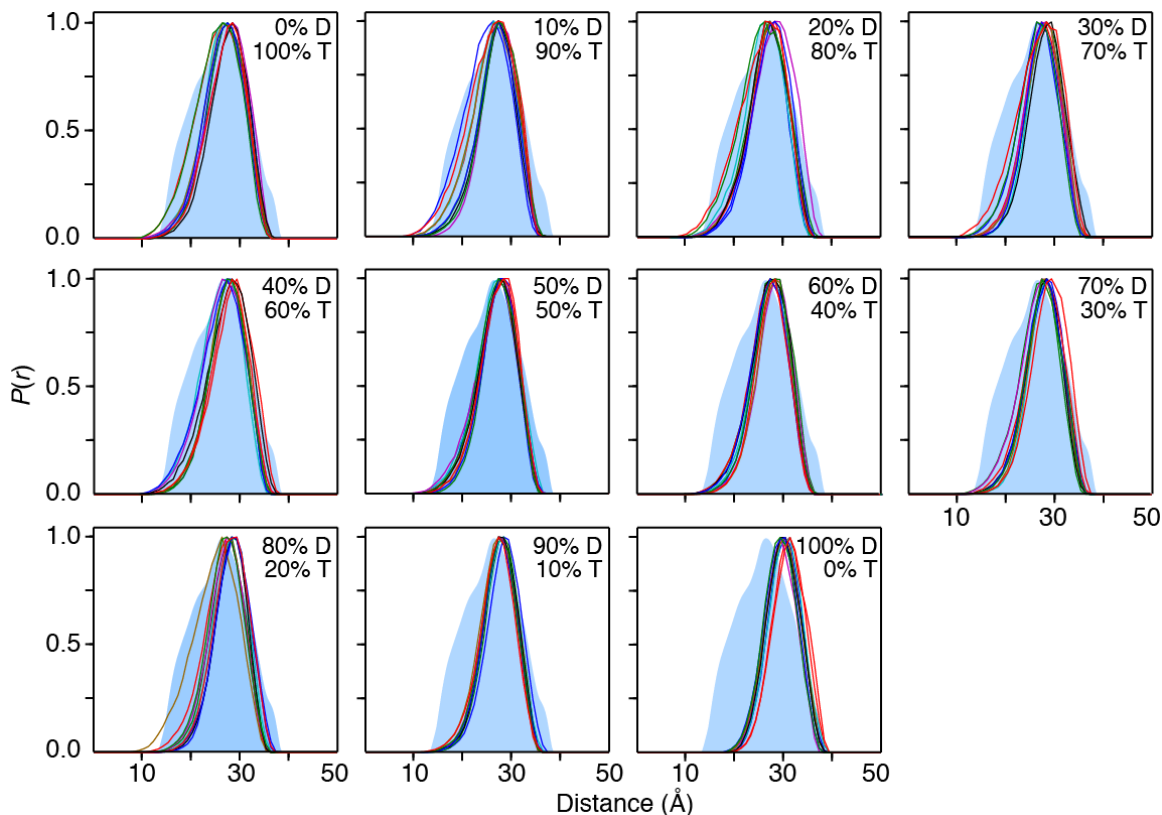 0% D
100% T
10% D
90% T
20% D
80% T
30% D
70% T
1.0
0.5
0.0
40% D
60% T
50% D
50% T
60% D
40% T
70% D
30% T
1.0
0.5
0.0
P(r)
10 30 50
80% D
20% T
90% D
10% T
100% D
0% T
1.0
0.5
0.0
10 30 50
10 30 50
10 30 50
Distance (Å)